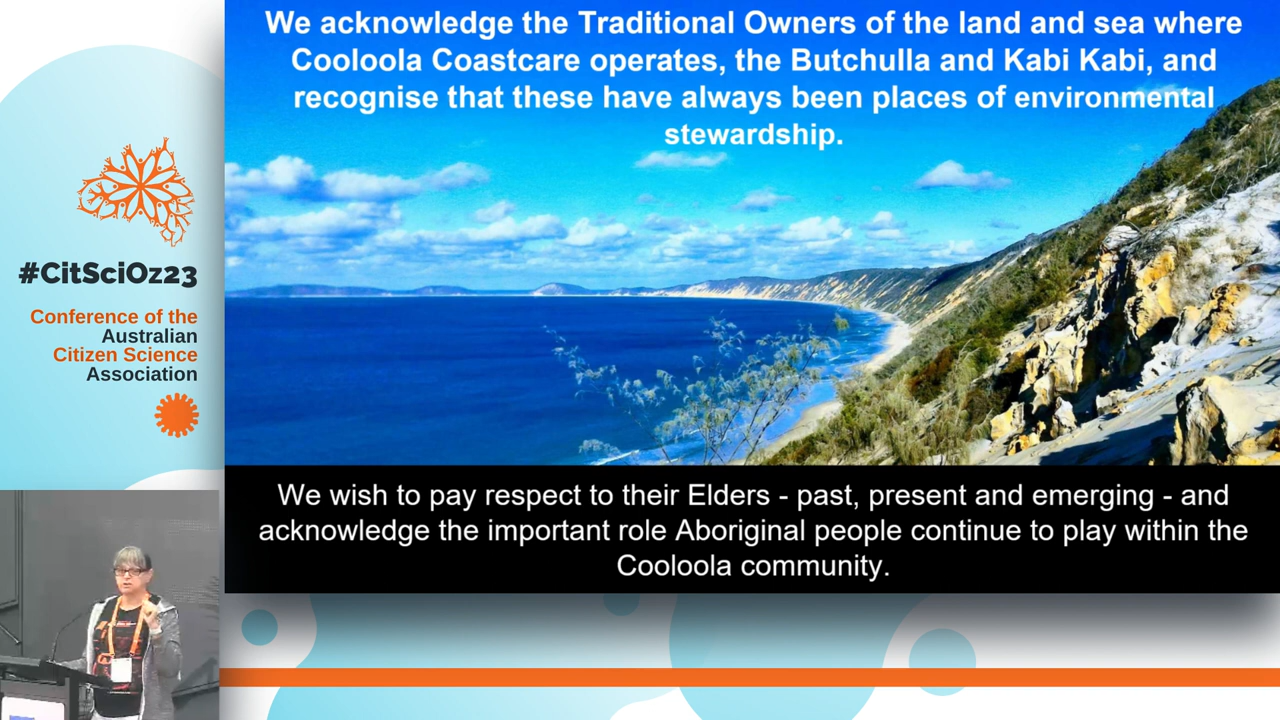 We acknowledge the Traditional Owners of the land and sea where
Cooloola Coastcare operates, the Butchulla and Kabi Kabi, and
recognise that these have always been places of environmental
stewardship.
#CitSciOz23
Conference of the
Australian
Citizen Science
Association
We wish to pay respect to their Elders - past, present and emerging - and
acknowledge the important role Aboriginal people continue to play within the
Cooloola community.